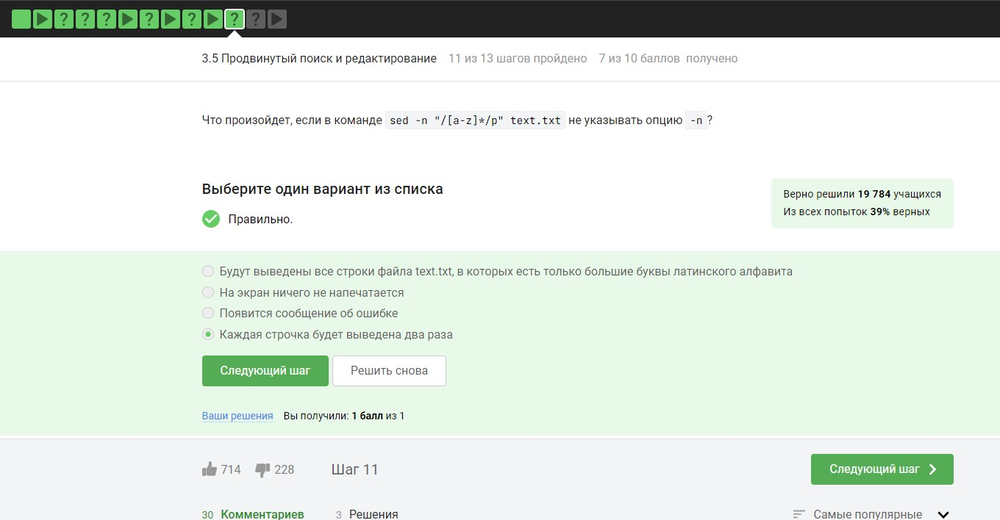 ? ? ? ? ? ? ?
3.5 Продвинутый поиск и редактирование 11 из 13 шагов пройдено 7 из 10 баллов получено
Что произойдет, если в команде sed -n "/[a-z]*/p" text.txt не указывать опцию -n?
Выберите один вариант из списка
Правильно.
Верно решили 19 784 учащихся
Из всех попыток 39% верных
Будут выведены все строки файла text.txt, в которых есть только большие буквы латинского алфавита
На экран ничего не напечатается
Появится сообщение об ошибке
Каждая строчка будет выведена два раза
Следующий шаг Решить снова
Ваши решения Вы получили: 1 балл из 1
714 228 Шаг 11 Следующий шаг
30 Комментариев 3 Решения Самые популярные